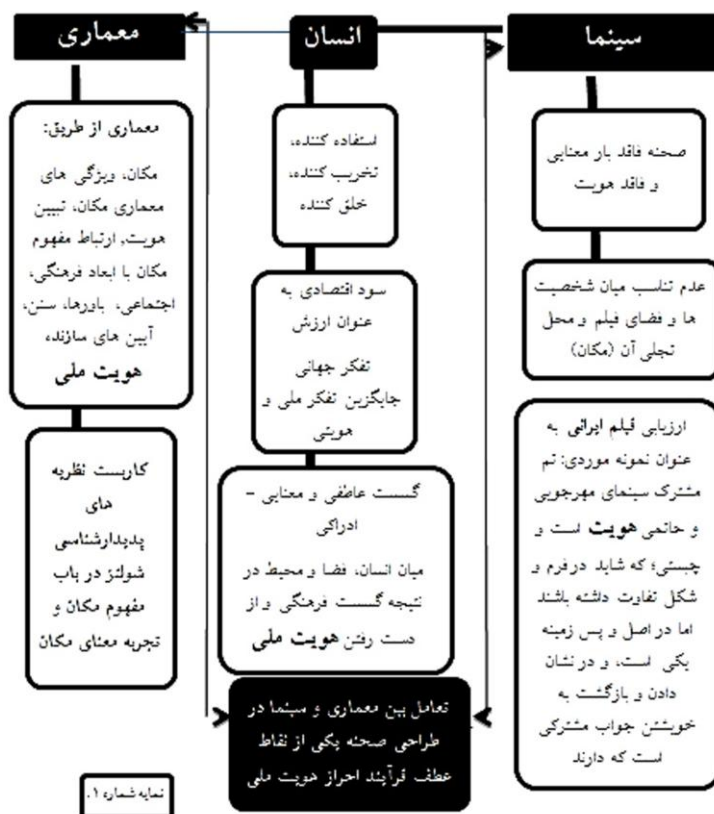 سینما
انسان
معماری
صحنه فاقد بار معنایی
و فاقد هویت
عدم تناسب میان شخصیت
ها و فضای فیلم و محل
تجلی آن (مکان)
ارزیابی فیلم ایرانی به
عنوان نمونه موردی: تم
مشترک سینمای مهرجویی
و حاتمی هویت است و
چیستی؛ که شاید در فرم و
شکل تفاوت داشته باشند
اما در اصل و پس زمینه
یکی است، و در نشان
دادن و بازگشت به
خویشتن جواب مشترکی
است که دارند
استفاده کننده،
تخریب کننده،
خلق کننده
سود اقتصادی به
عنوان ارزش
تفکر جهانی
جایگزین تفکر ملی و
هویتی
گسست عاطفی و معنایی -
ادراکی
میان انسان، فضا و محیط در
نتیجه گسست فرهنگی و از
دست رفتن هویت ملی
معماری از طریق:
مکان، ویژگی های
معماری مکان، تبیین
هویت, ارتباط مفهوم
مکان با ابعاد فرهنگی،
اجتماعی، باورها، سنن،
آیین های سازنده
هویت ملی
کاربست نظریه
های
پدیدارشناسی
شولتز در باب
مفهوم مکان و
تجربه معنای مکان
تعامل بین معماری و سینما در
طراحی صحنه یکی از نقاط
عطف فرآیند احراز هویت ملی
نمایه شماره ۱.